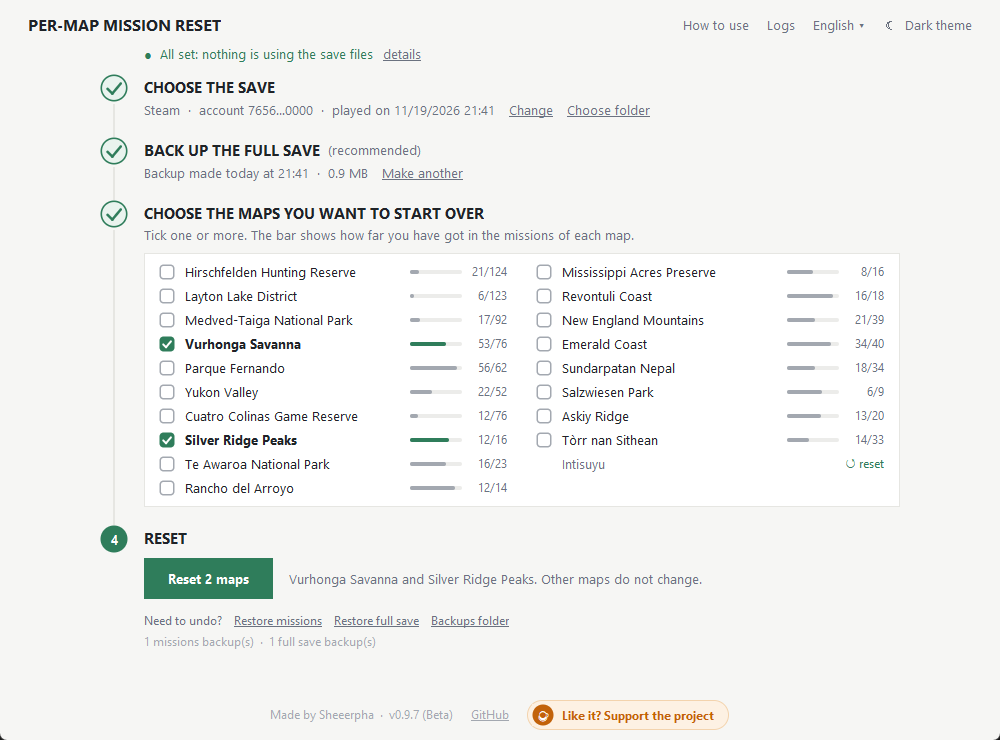 PER-MAP MISSION RESET How to use Logs English ▾ ☾ Dark theme
● All set: nothing is using the save files details
CHOOSE THE SAVE
Steam · account 7656...0000 · played on 11/19/2026 21:41 Change Choose folder
BACK UP THE FULL SAVE (recommended)
Backup made today at 21:41 · 0.9 MB Make another
CHOOSE THE MAPS YOU WANT TO START OVER
Tick one or more. The bar shows how far you have got in the missions of each map.
Hirschfelden Hunting Reserve 21/124
Layton Lake District 6/123
Medved-Taiga National Park 17/92
Vurhonga Savanna 53/76
Parque Fernando 56/62
Yukon Valley 22/52
Cuatro Colinas Game Reserve 12/76
Silver Ridge Peaks 12/16
Te Awaroa National Park 16/23
Rancho del Arroyo 12/14
Mississippi Acres Preserve 8/16
Revontuli Coast 16/18
New England Mountains 21/39
Emerald Coast 34/40
Sundarpatan Nepal 18/34
Salzwiesen Park 6/9
Askiy Ridge 13/20
Tòrr nan Sithean 14/33
Intisuyu reset
4 RESET
Reset 2 maps Vurhonga Savanna and Silver Ridge Peaks. Other maps do not change.
Need to undo? Restore missions Restore full save Backups folder
1 missions backup(s) · 1 full save backup(s)
Made by Sheeerpha · v0.9.7 (Beta) GitHub Like it? Support the project